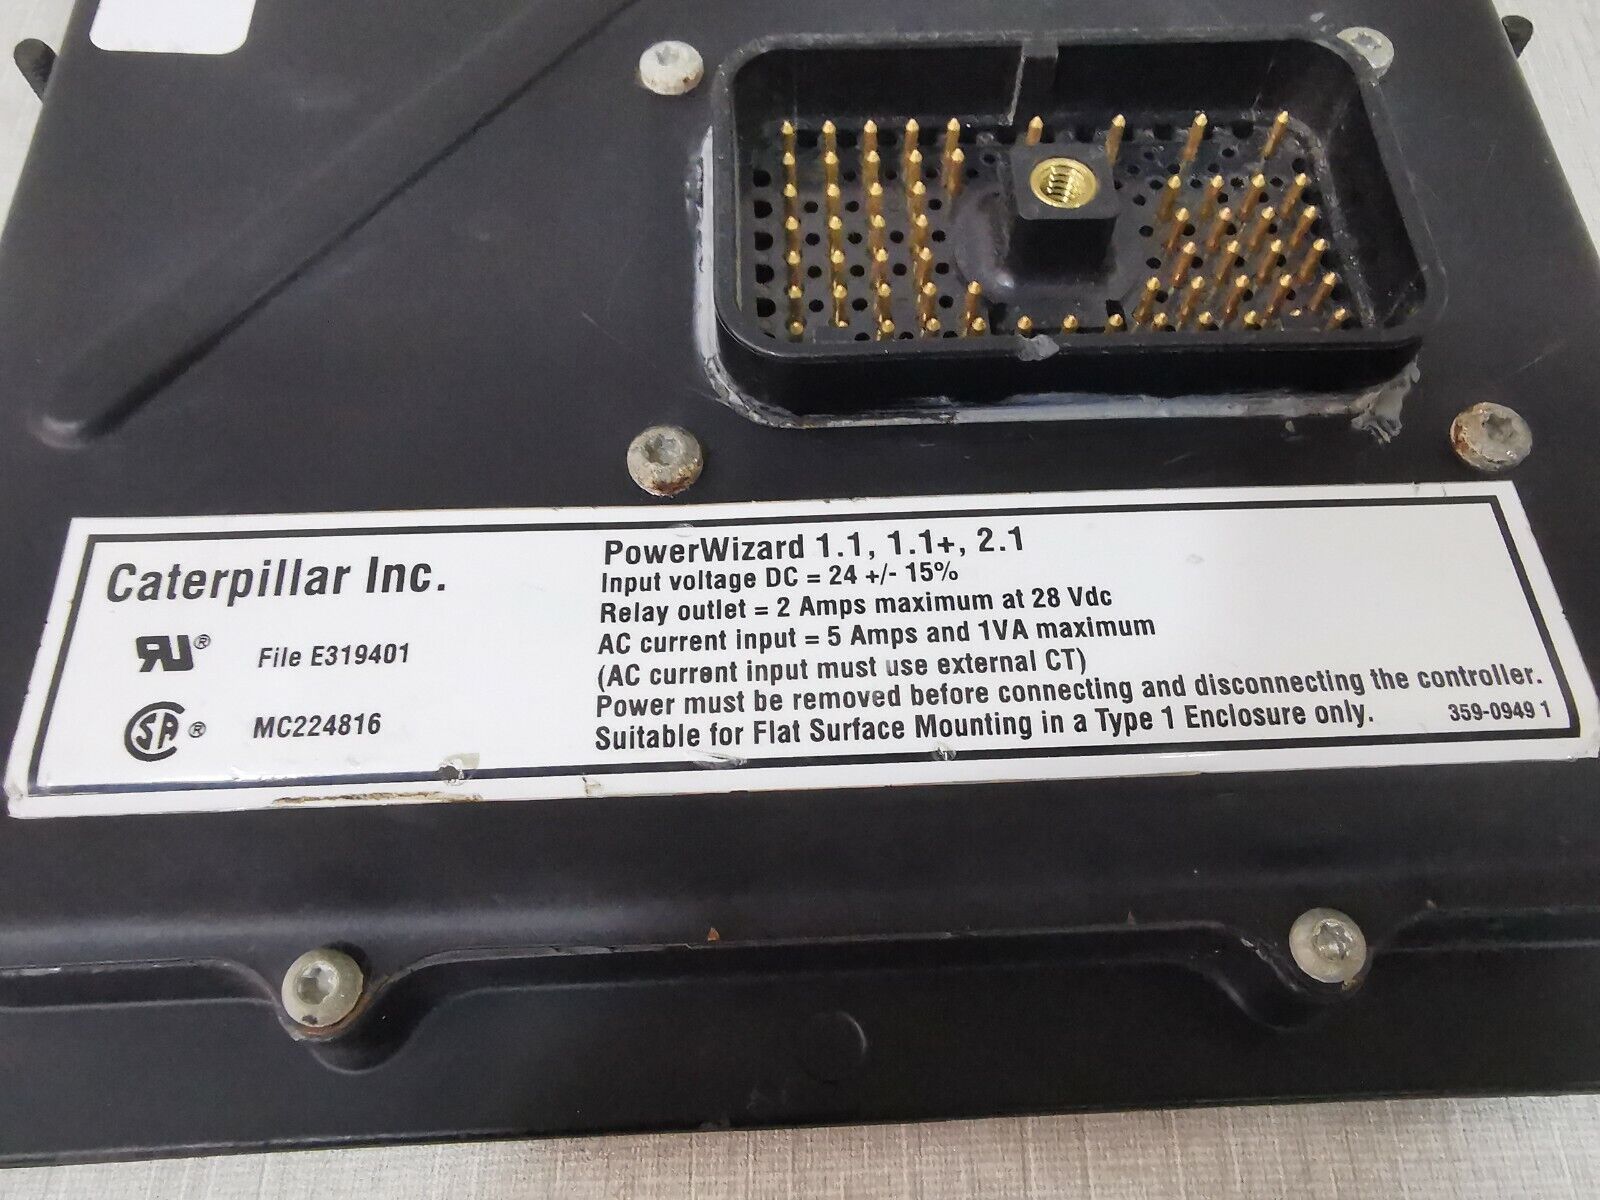 Caterpillar Inc.
RU® File E319401
CSA® MC224816
PowerWizard 1.1, 1.1+, 2.1
Input voltage DC = 24 +/- 15%
Relay outlet = 2 Amps maximum at 28 Vdc
AC current input = 5 Amps and 1VA maximum
(AC current input must use external CT)
Power must be removed before connecting and disconnecting the controller.
Suitable for Flat Surface Mounting in a Type 1 Enclosure only. 359-0949 1